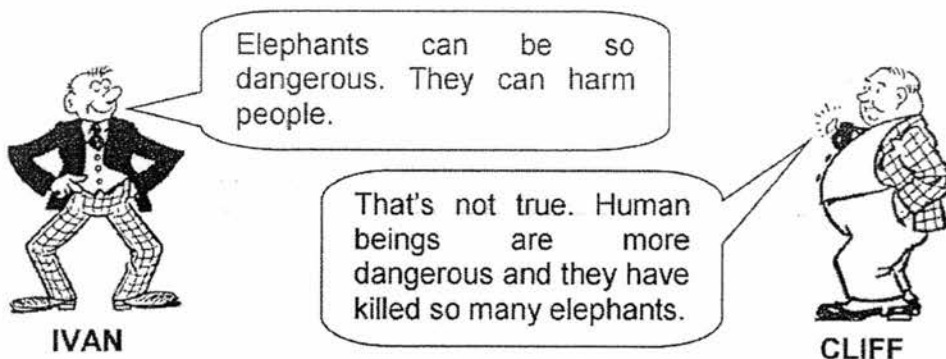 Elephants can be so
dangerous. They can harm
people.
That's not true. Human
beings are more
dangerous and they have
killed so many elephants.
IVAN
CLIFF